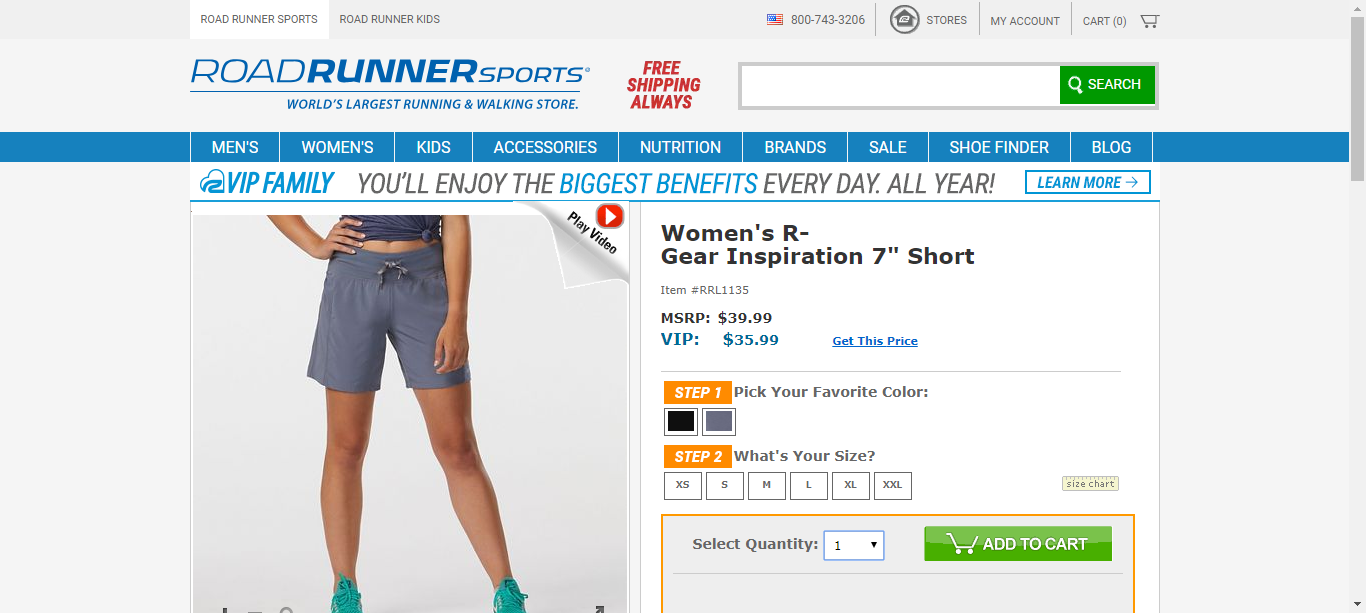 ROAD RUNNER SPORTS
ROAD RUNNER KIDS
800-743-3206
STORES
MY ACCOUNT
CART (0)
ROADRUNNERSPORTS
WORLD'S LARGEST RUNNING & WALKING STORE.
FREE
SHIPPING
ALWAYS
SEARCH
MEN'S
WOMEN'S
KIDS
ACCESSORIES
NUTRITION
BRANDS
SALE
SHOE FINDER
BLOG
VIP FAMILY
YOU'LL ENJOY THE BIGGEST BENEFITS EVERY DAY. ALL YEAR!
LEARN MORE →
Play Video
Women's R-
Gear Inspiration 7" Short
Item #RRL1135
MSRP: $39.99
VIP: $35.99
Get This Price
STEP 1 Pick Your Favorite Color:
STEP 2 What's Your Size?
XS
S
M
L
XL
XXL
size chart
Select Quantity: 1
ADD TO CART